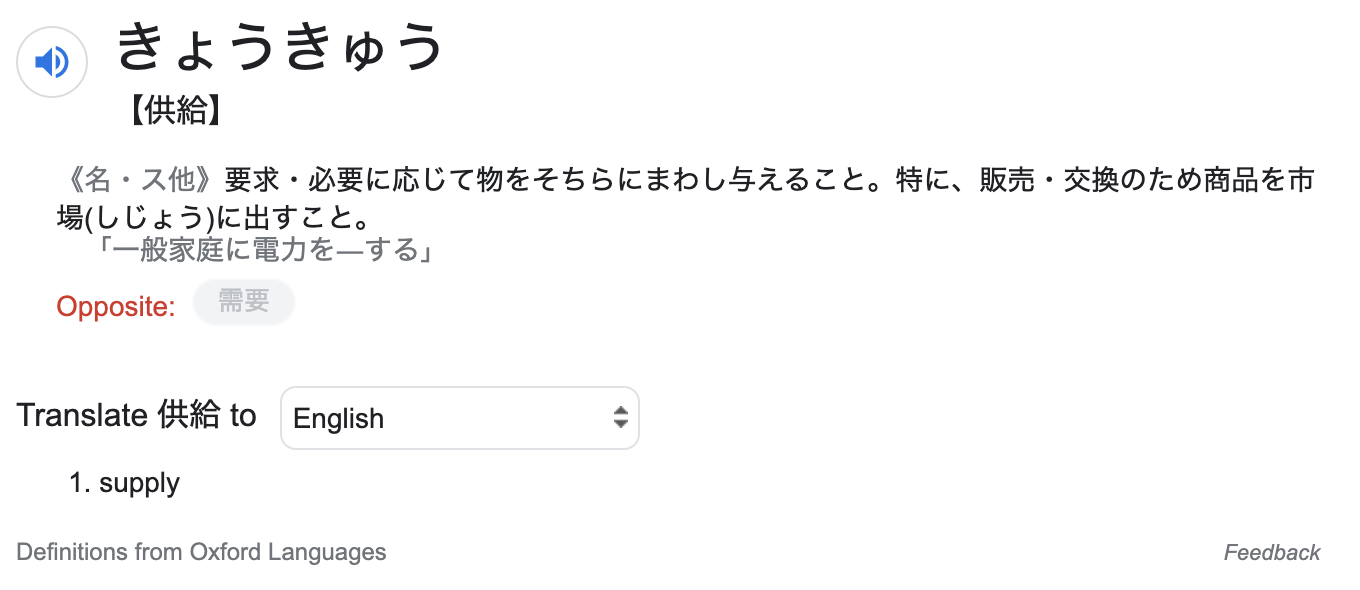 きょうきゅう
【供給】
《名・ス他》要求・必要に応じて物をそちらにまわし与えること。特に、販売・交換のため商品を市
場(しじょう)に出すこと。
「一般家庭に電力を―する」
Opposite: 需要
Translate 供給 to English
1. supply
Definitions from Oxford Languages
Feedback